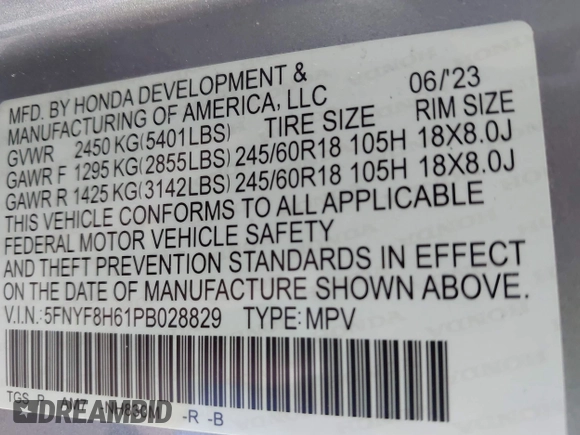 MFD. BY HONDA DEVELOPMENT &
MANUFACTURING OF AMERICA, LLC 06/'23
GVWR 2450 KG(5401LBS) TIRE SIZE RIM SIZE
GAWR F 1295 KG(2855LBS) 245/60R18 105H 18X8.0J
GAWR R 1425 KG(3142LBS) 245/60R18 105H 18X8.0J
THIS VEHICLE CONFORMS TO ALL APPLICABLE
FEDERAL MOTOR VEHICLE SAFETY
AND THEFT PREVENTION STANDARDS IN EFFECT
ON THE DATE OF MANUFACTURE SHOWN ABOVE.
V.I.N.:5FNYF8H61PB028829 TYPE:MPV
TGS -R -B
DREAMBID